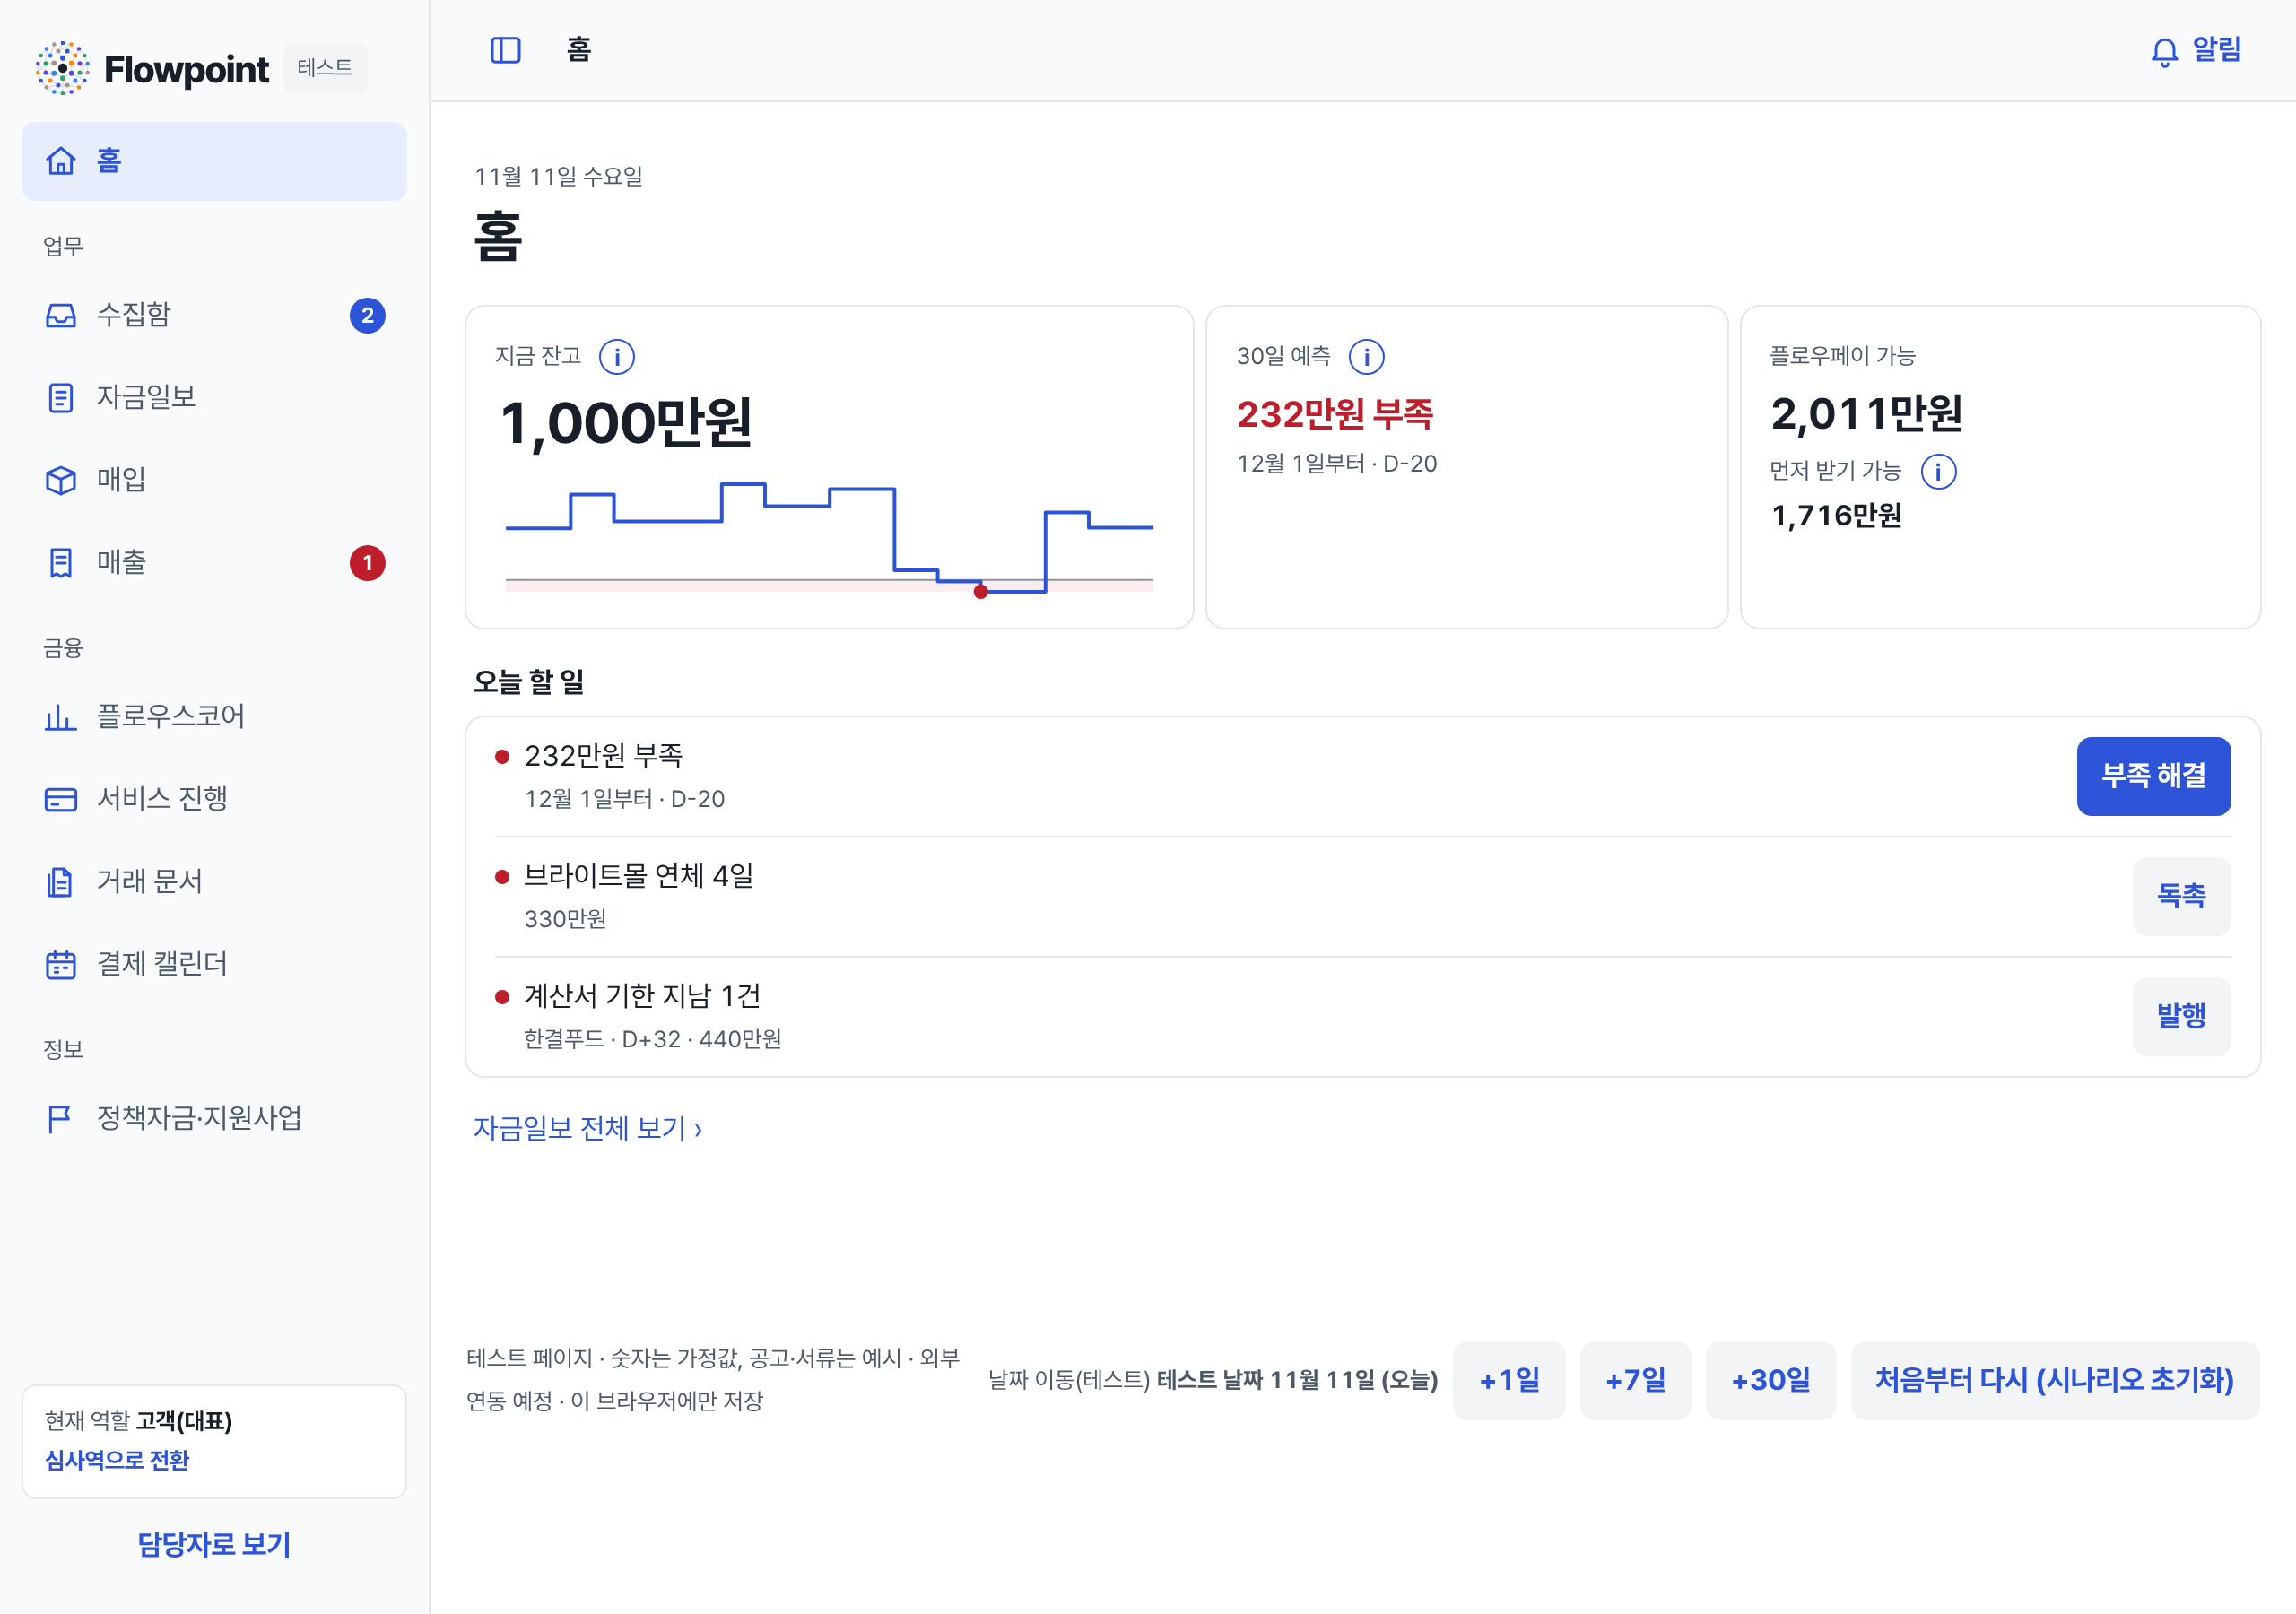 Flowpoint 테스트
홈
업무
수집함 2
자금일보
매입
매출 1
금융
플로우스코어
서비스 진행
거래 문서
결제 캘린더
정보
정책자금·지원사업
현재 역할 고객(대표)
심사역으로 전환
담당자로 보기
홈
알림
11월 11일 수요일
홈
지금 잔고 i
1,000만원
30일 예측 i
232만원 부족
12월 1일부터 · D-20
플로우페이 가능
2,011만원
먼저 받기 가능 i
1,716만원
오늘 할 일
232만원 부족
12월 1일부터 · D-20
부족 해결
브라이트몰 연체 4일
330만원
독촉
계산서 기한 지남 1건
한결푸드 · D+32 · 440만원
발행
자금일보 전체 보기 ›
테스트 페이지 · 숫자는 가정값, 공고·서류는 예시 · 외부
연동 예정 · 이 브라우저에만 저장
날짜 이동(테스트) 테스트 날짜 11월 11일 (오늘)
+1일
+7일
+30일
처음부터 다시 (시나리오 초기화)